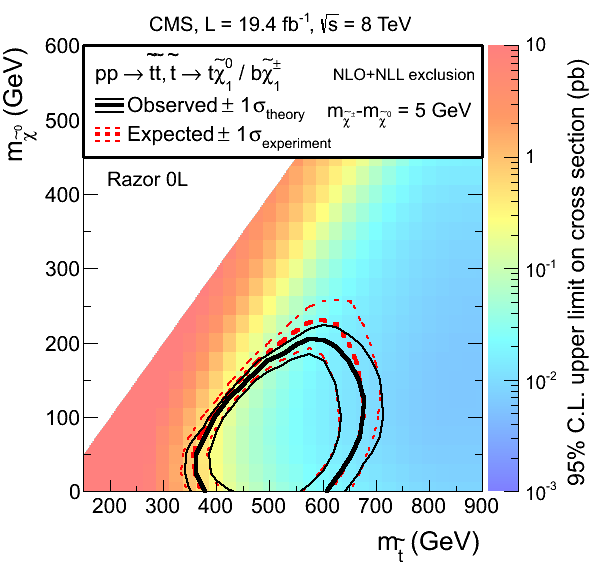 CMS, L = 19.4 fb⁻¹, √s = 8 TeV
pp → t̃t̃, t̃ → tχ̃⁰₁ / bχ̃±₁ NLO+NLL exclusion
Observed ± 1σtheory m_χ̃± - m_χ̃⁰ = 5 GeV
Expected ± 1σexperiment
Razor 0L
m_χ̃⁰ (GeV)
600
500
400
300
200
100
0
200 300 400 500 600 700 800 900
m_t̃ (GeV)
10
1
10⁻¹
10⁻²
10⁻³
95% C.L. upper limit on cross section (pb)